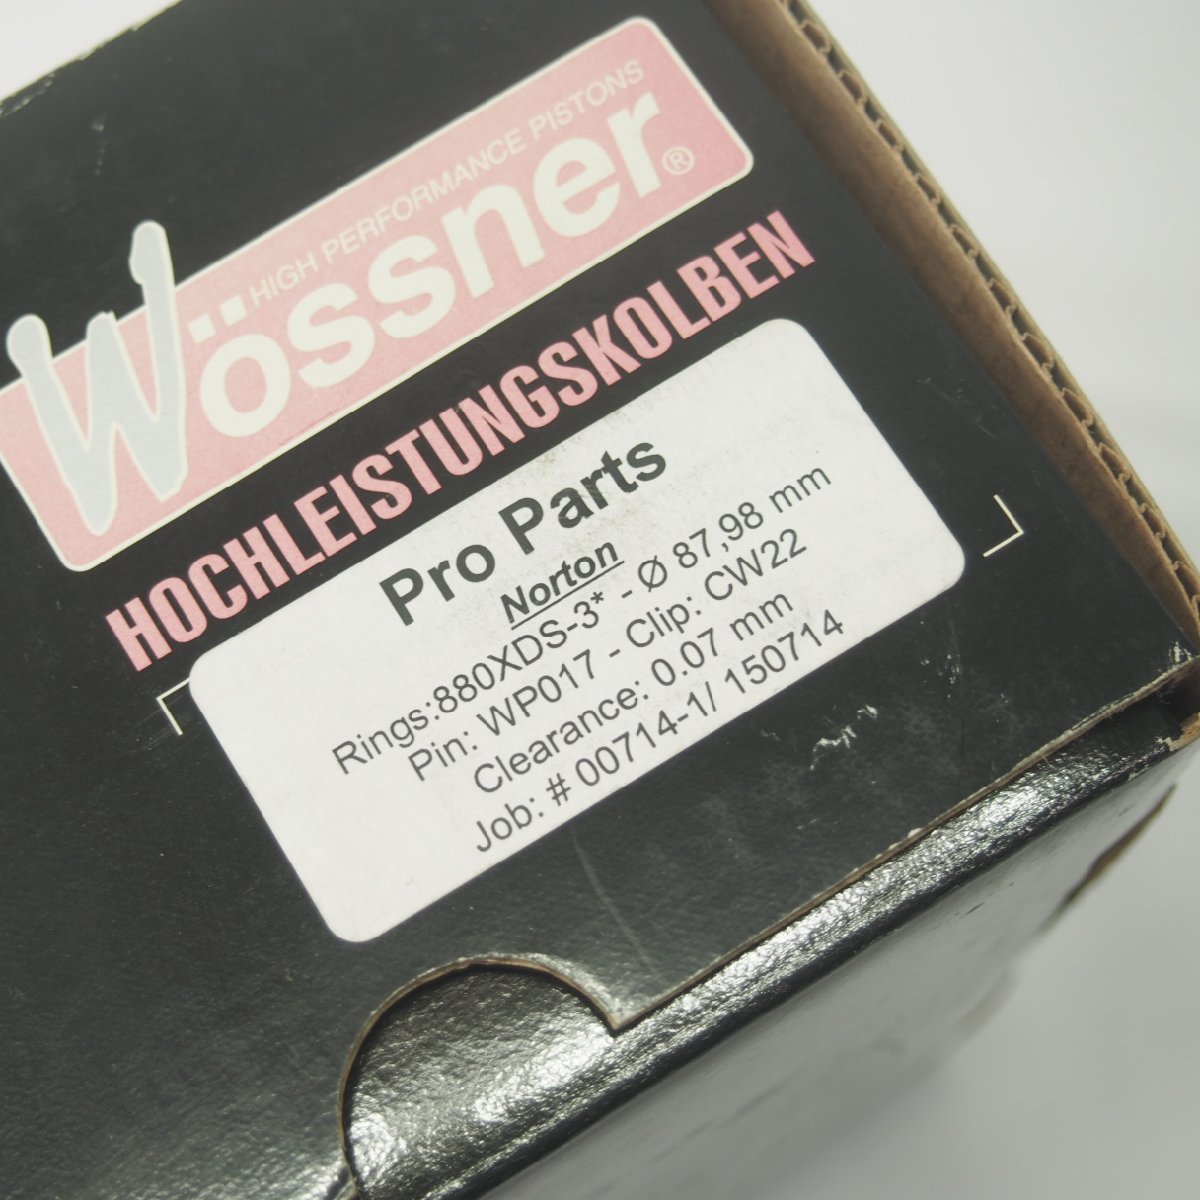 HIGH PERFORMANCE PISTONS
Wössner®
HOCHLEISTUNGSKOLBEN
Pro Parts
Norton
Rings:880XDS-3* - Ø 87,98 mm
Pin: WP017 - Clip: CW22
Clearance: 0.07 mm
Job: # 00714-1/ 150714